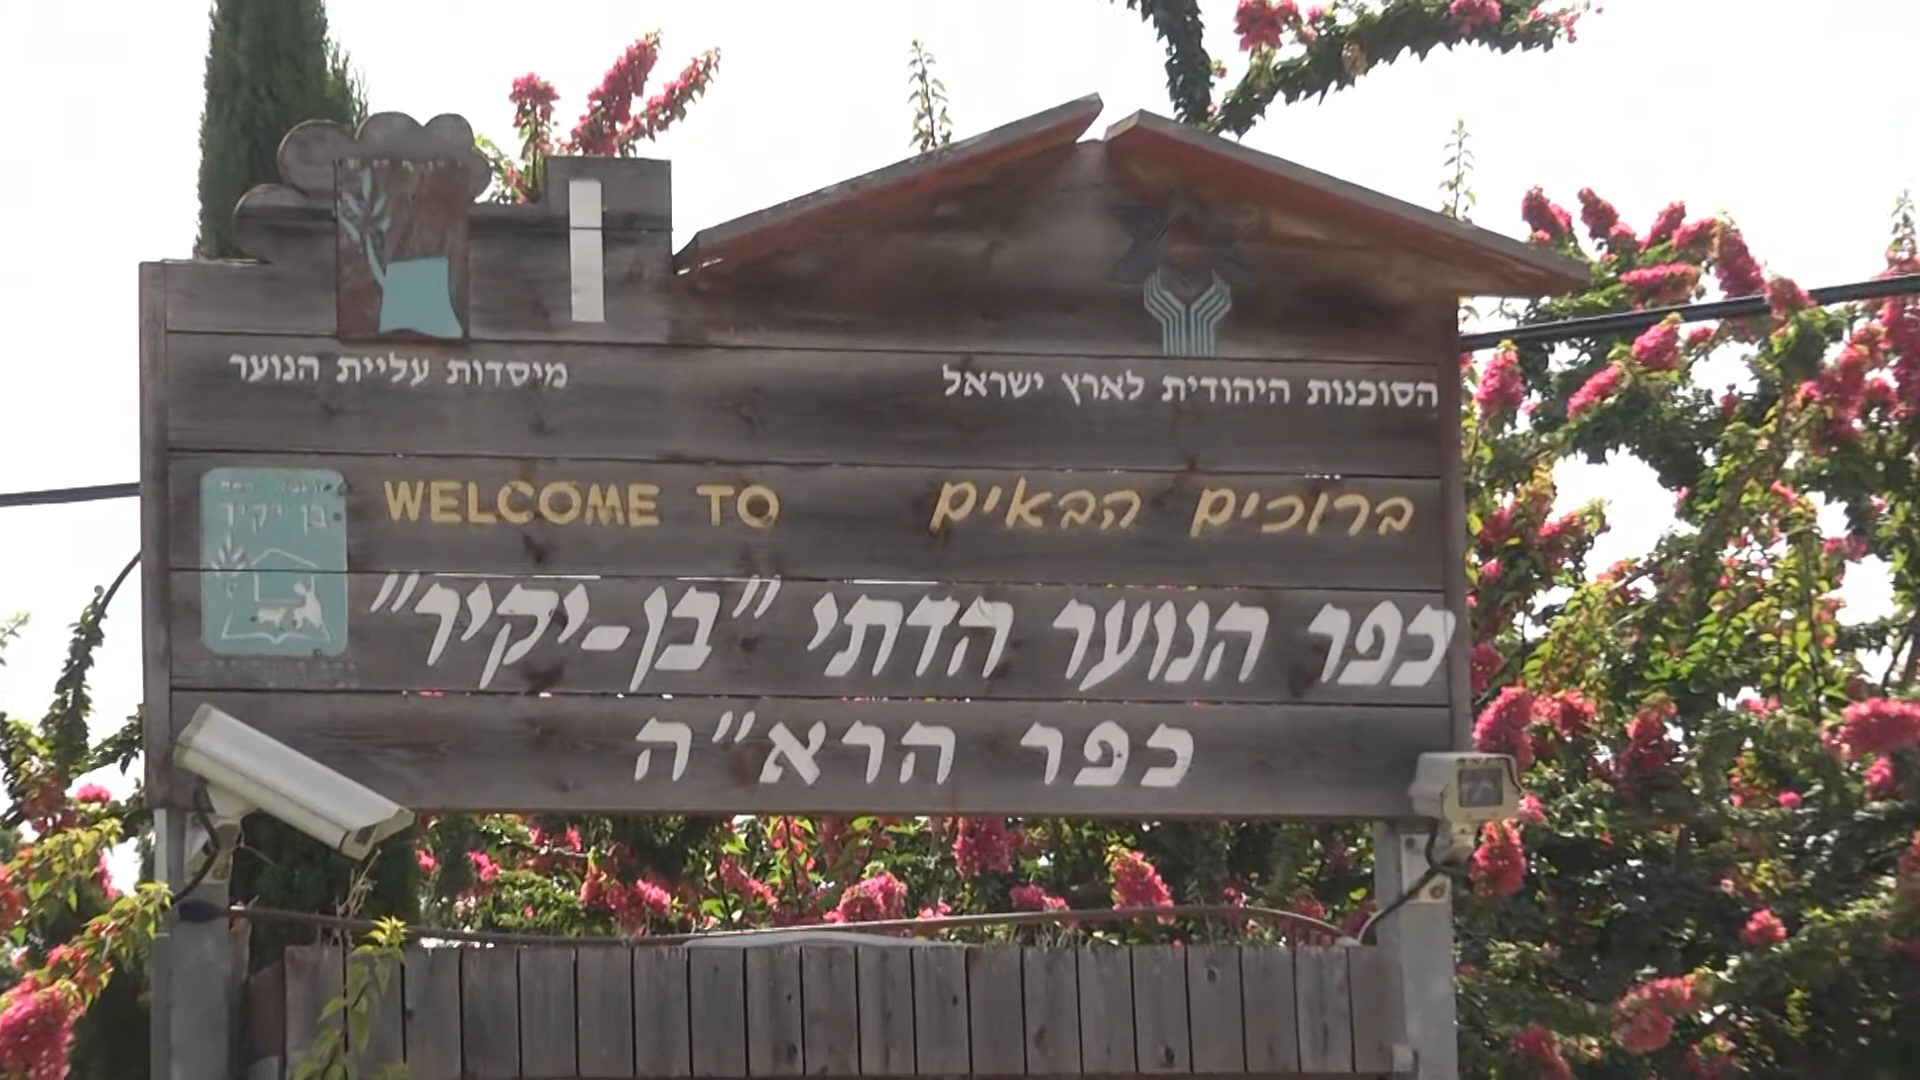 הסוכנות היהודית לארץ ישראל
מוסדות עליית הנוער
ברוכים הבאים
WELCOME TO
כפר הנוער הדתי "בן-יקיר"
בן יקיר
כפר הרא"ה